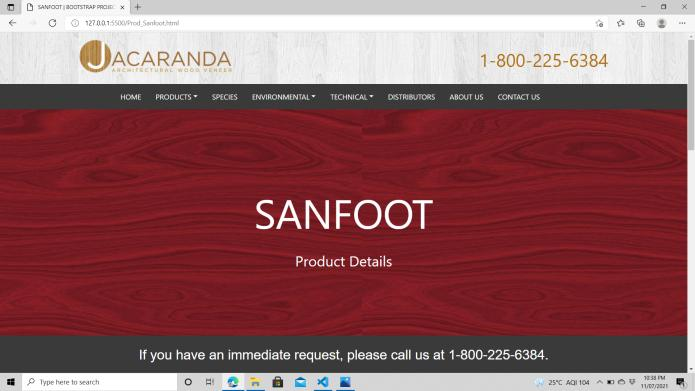 SANFOOT | BOOTSTRAP PROJEC
127.0.0.1:5500/Prod_Sanfoot.html
JACARANDA
ARCHITECTURAL WOOD VENEER
1-800-225-6384
HOME PRODUCTS SPECIES ENVIRONMENTAL TECHNICAL DISTRIBUTORS ABOUT US CONTACT US
SANFOOT
Product Details
If you have an immediate request, please call us at 1-800-225-6384.
Type here to search
25°C AQI 104
10:38 PM
11/07/2021